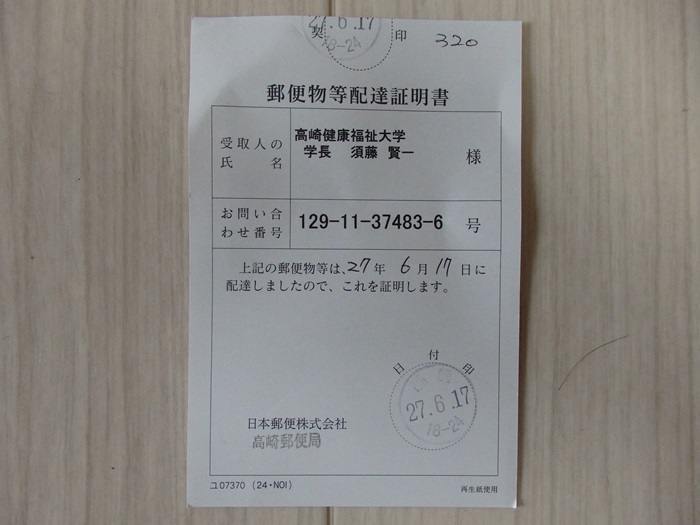 27.6.17
契 印
18-24
320
郵便物等配達証明書
受取人の
氏 名
高崎健康福祉大学
学長 須藤 賢一
様
お問い合
わせ番号
129-11-37483-6 号
上記の郵便物等は、27年 6月 17日に
配達しましたので、これを証明します。
日 付 印
27.6.17
18-24
日本郵便株式会社
高崎郵便局
ユ07370 (24・NOI)
再生紙使用